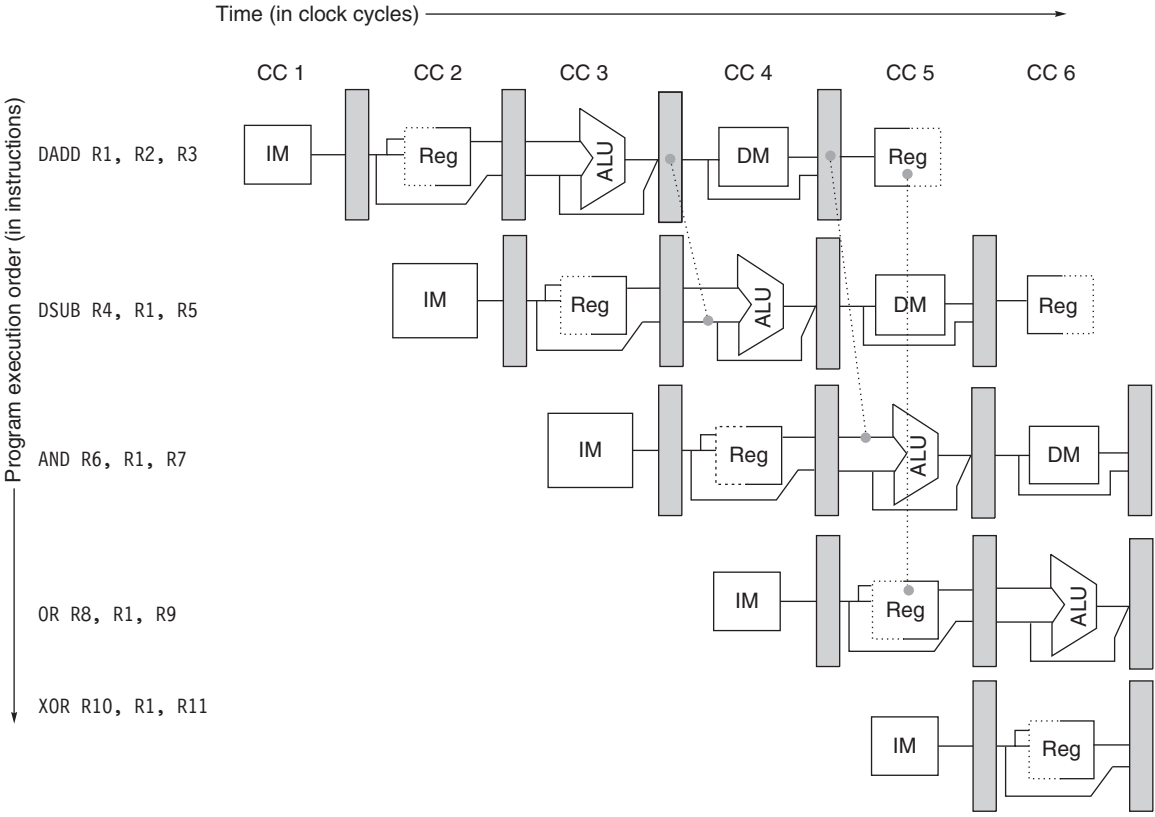 Time (in clock cycles)
CC 1 CC 2 CC 3 CC 4 CC 5 CC 6
Program execution order (in instructions)
DADD R1, R2, R3 IM Reg ALU DM Reg
DSUB R4, R1, R5 IM Reg ALU DM Reg
AND R6, R1, R7 IM Reg ALU DM
OR R8, R1, R9 IM Reg ALU
XOR R10, R1, R11 IM Reg